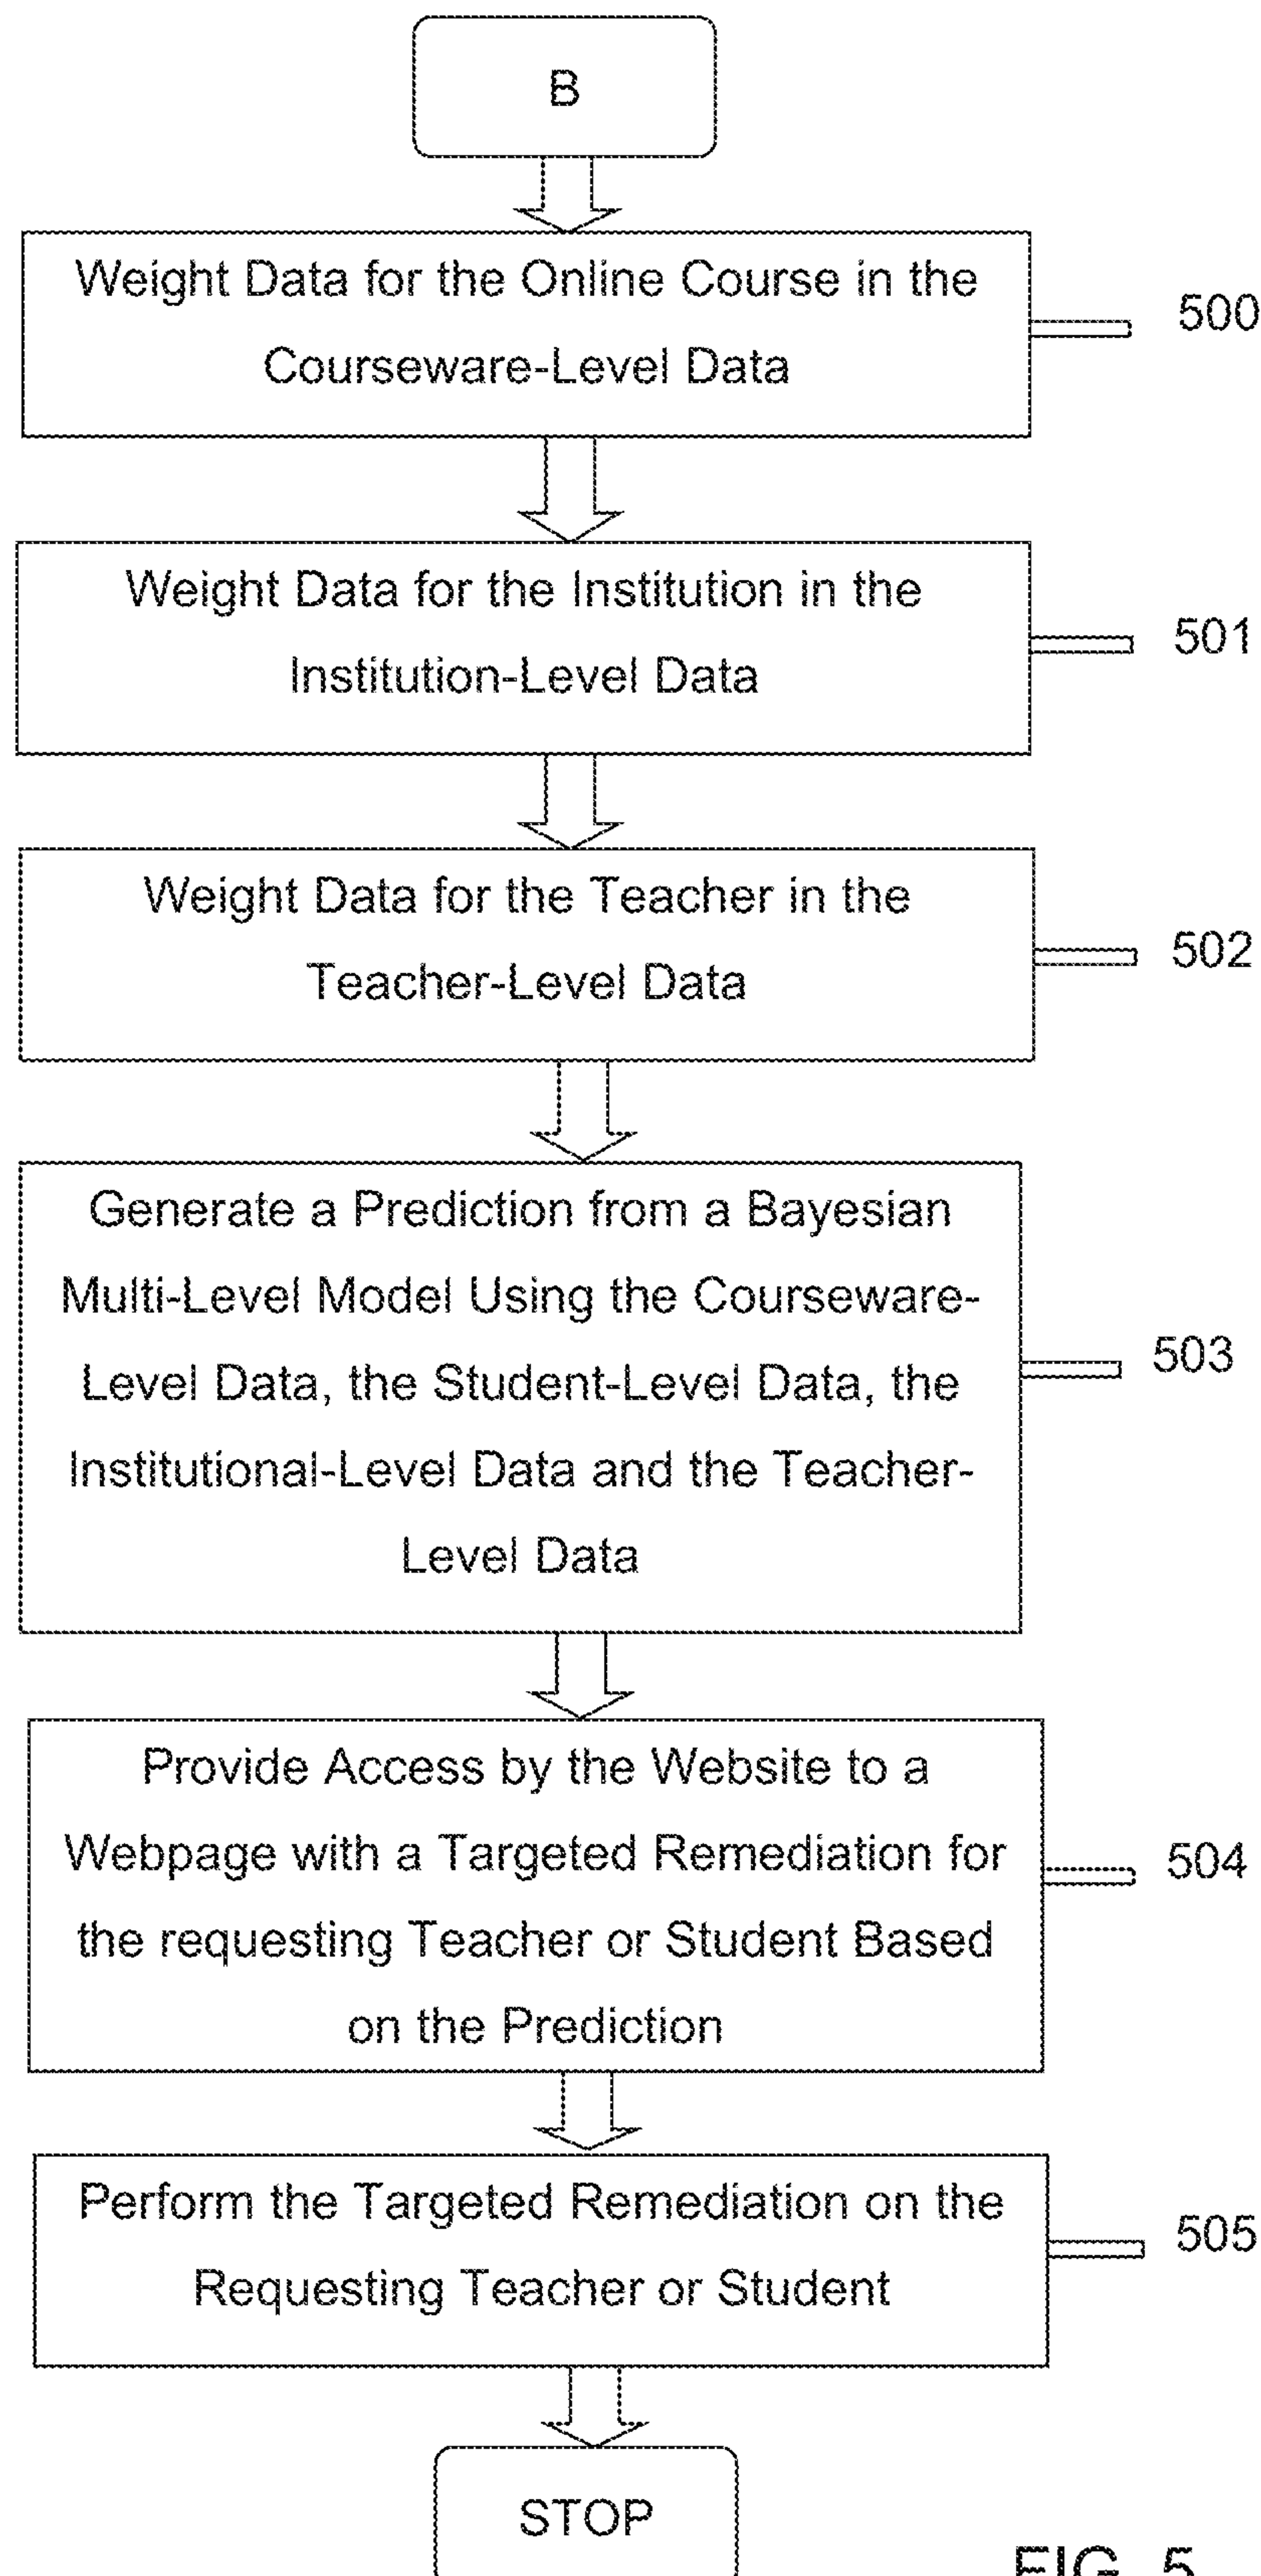 B
Weight Data for the Online Course in the
Courseware-Level Data
500
Weight Data for the Institution in the
Institution-Level Data
501
Weight Data for the Teacher in the
Teacher-Level Data
502
Generate a Prediction from a Bayesian
Multi-Level Model Using the Courseware-
Level Data, the Student-Level Data, the
Institutional-Level Data and the Teacher-
Level Data
503
Provide Access by the Website to a
Webpage with a Targeted Remediation for
the requesting Teacher or Student Based
on the Prediction
504
Perform the Targeted Remediation on the
Requesting Teacher or Student
505
STOP
FIG. 5